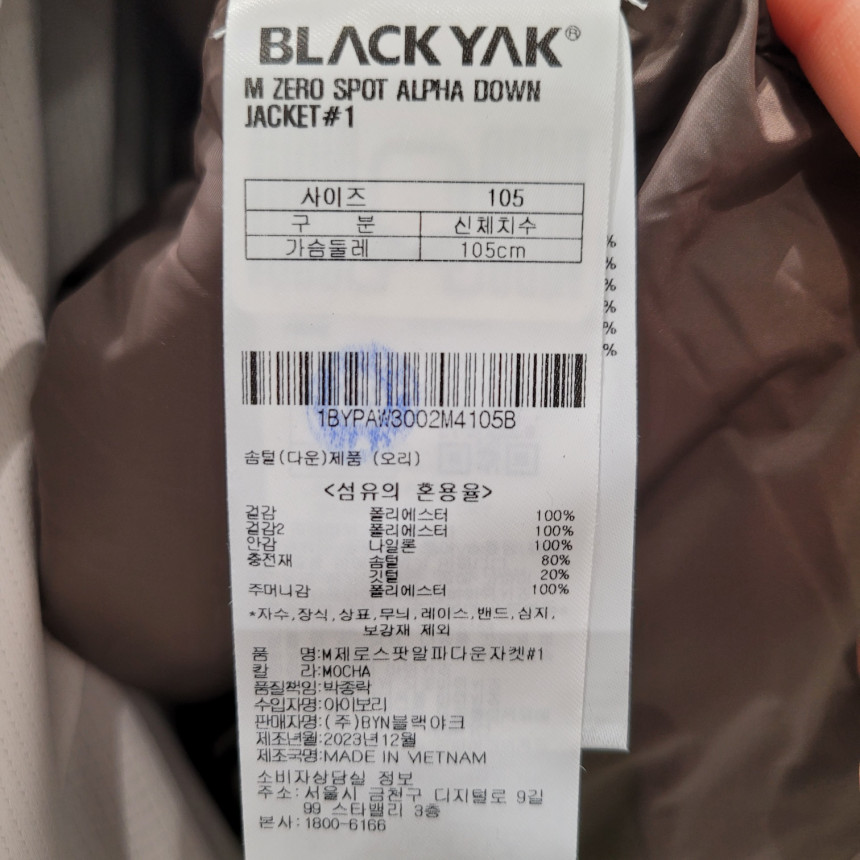 BLACK YAK®
M ZERO SPOT ALPHA DOWN
JACKET#1
사이즈 105
구 분 신체치수
가슴둘레 105cm
%
%
%
%
%
%
1BYPAW3002M4105B
솜털(다운)제품 (오리)
<섬유의 혼용율>
겉감 폴리에스터 100%
겉감2 폴리에스터 100%
안감 나일론 100%
충전재 솜털 80%
깃털 20%
주머니감 폴리에스터 100%
*자수,장식,상표,무늬,레이스,밴드,심지,
보강재 제외
품 명:M제로스팟알파다운자켓#1
칼 라:MOCHA
품질책임:박종락
수입자명:아이보리
판매자명:(주)BYN블랙야크
제조년월:2023년12월
제조국명:MADE IN VIETNAM
소비자상담실 정보
주소:서울시 금천구 디지털로 9길
99 스타밸리 3층
본사:1800-6166